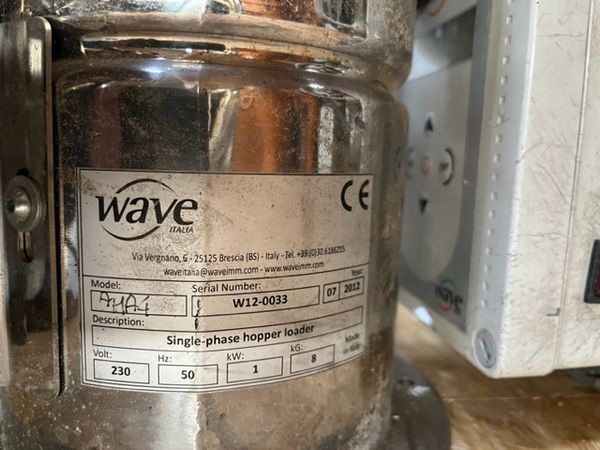 wave
ITALIA
CE
Via Vergnano, 6 - 25125 Brescia (BS) - Italy - Tel. +39.(0)30.6186215
waveitalia@waveimm.com - www.waveimm.com
Model: Serial Number: Year:
W12-0033 07 2012
Description:
Single-phase hopper loader
Volt: Hz: kW: kG: Made
in Italy
230 50 1 8
wave